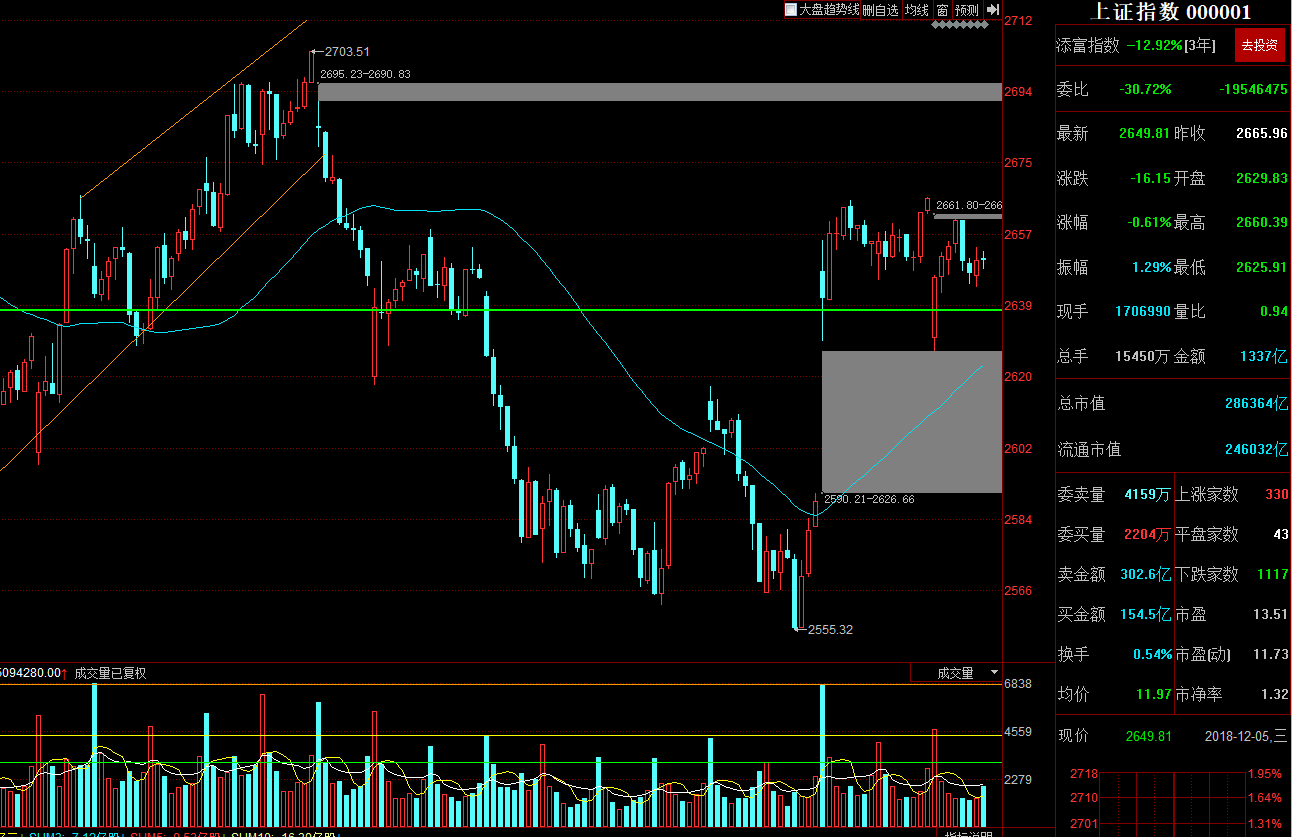 大盘趋势线 删自选 均线 窗 预测
2712
2703.51
2695.23-2690.83
2694
2675
2661.80-266
2657
2639
2620
2602
2590.21-2626.66
2584
2566
2555.32
5094280.00↑ 成交量已复权
成交量
6838
4559
2279
指标说明
上证指数 000001
添富指数 -12.92%[3年] 去投资
委比 -30.72% -19546475
最新 2649.81 昨收 2665.96
涨跌 -16.15 开盘 2629.83
涨幅 -0.61% 最高 2660.39
振幅 1.29% 最低 2625.91
现手 1706990 量比 0.94
总手 15450万 金额 1337亿
总市值 286364亿
流通市值 246032亿
委卖量 4159万 上涨家数 330
委买量 2204万 平盘家数 43
卖金额 302.6亿 下跌家数 1117
买金额 154.5亿 市盈 13.51
换手 0.54% 市盈(动) 11.73
均价 11.97 市净率 1.32
现价 2649.81 2018-12-05,三
2718 1.95%
2710 1.64%
2701 1.31%